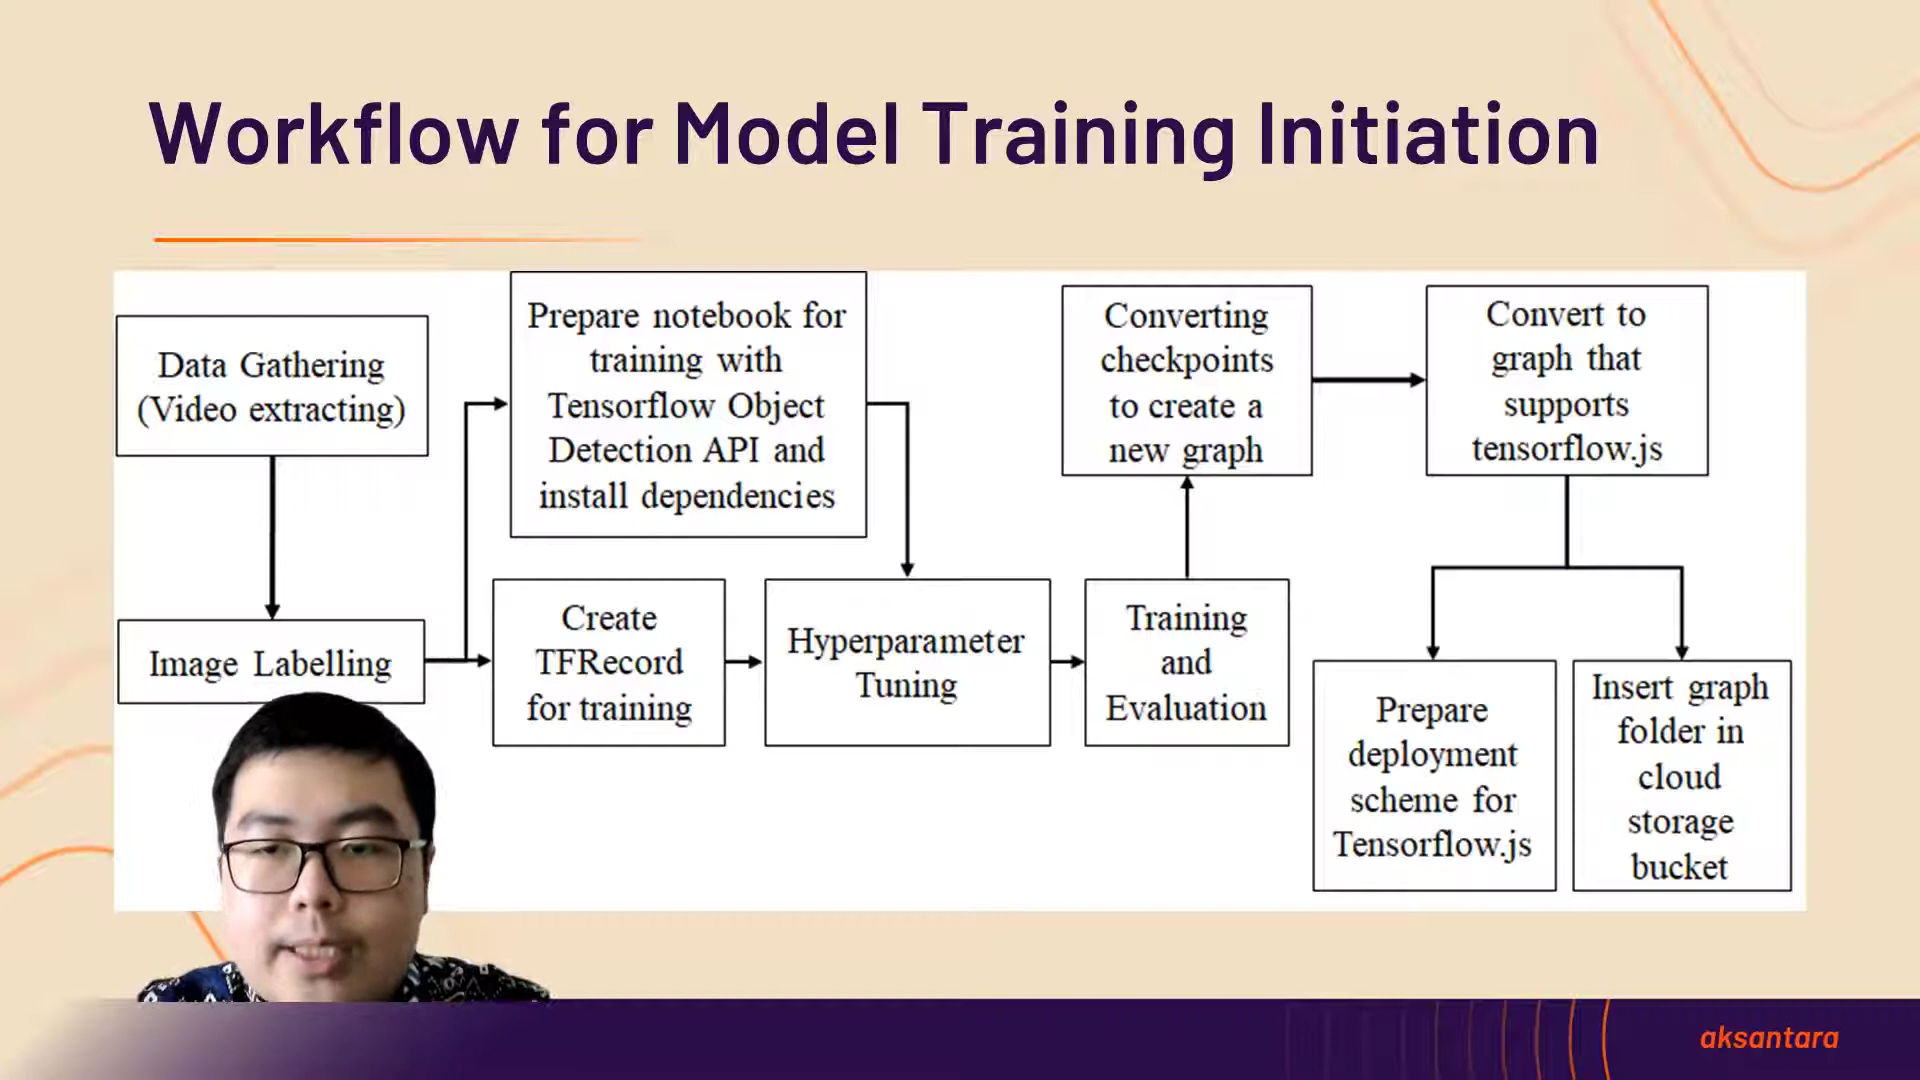 Workflow for Model Training Initiation
Data Gathering
(Video extracting)
Image Labelling
Prepare notebook for
training with
Tensorflow Object
Detection API and
install dependencies
Create
TFRecord
for training
Hyperparameter
Tuning
Training
and
Evaluation
Converting
checkpoints
to create a
new graph
Convert to
graph that
supports
tensorflow.js
Prepare
deployment
scheme for
Tensorflow.js
Insert graph
folder in
cloud
storage
bucket
aksantara